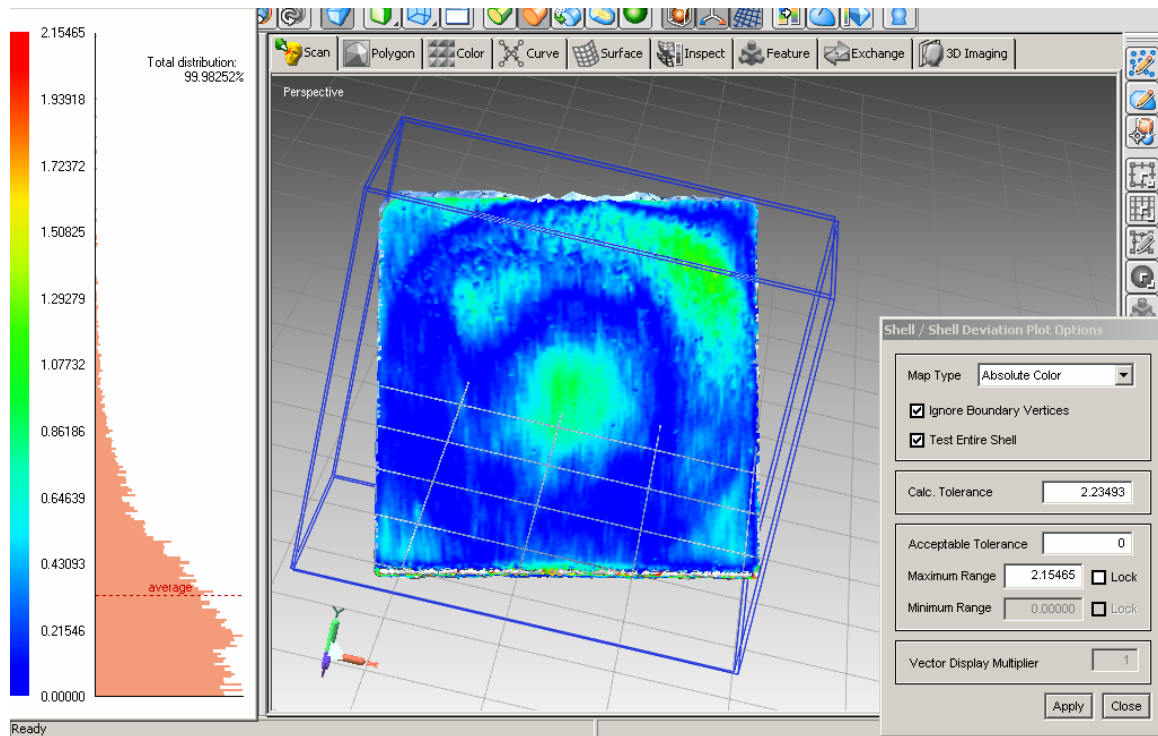 2.15465
1.93918
1.72372
1.50825
1.29279
1.07732
0.86186
0.64639
0.43093
0.21546
0.00000
Total distribution:
99.98252%
average
Scan Polygon Color Curve Surface Inspect Feature Exchange 3D Imaging
Perspective
Y
X
Shell / Shell Deviation Plot Options
Map Type Absolute Color
Ignore Boundary Vertices
Test Entire Shell
Calc. Tolerance 2.23493
Acceptable Tolerance 0
Maximum Range 2.15465 Lock
Minimum Range 0.00000 Lock
Vector Display Multiplier 1
Apply Close
Ready